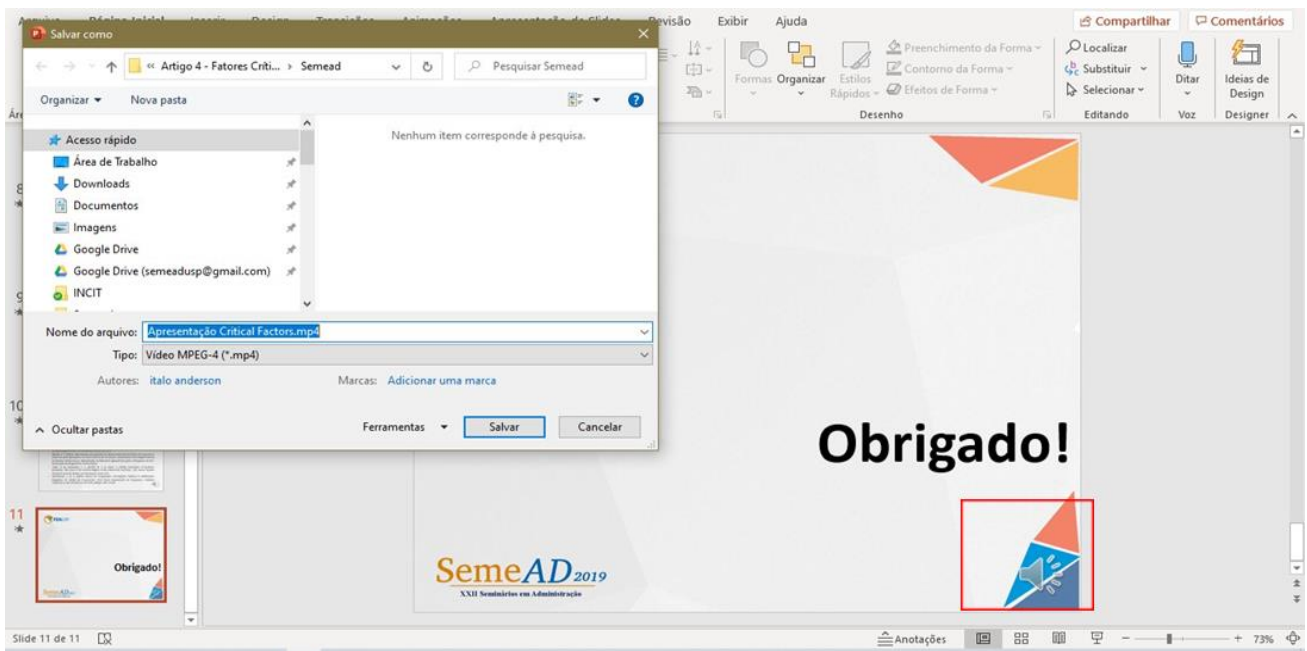 Revisão Exibir Ajuda
Compartilhar Comentários
Salvar como
« Artigo 4 - Fatores Críti... › Semead
Pesquisar Semead
Organizar Nova pasta
Acesso rápido
Área de Trabalho
Downloads
Documentos
Imagens
Google Drive
Google Drive (semeadusp@gmail.com)
INCIT
Nenhum item corresponde à pesquisa.
Nome do arquivo: Apresentação Critical Factors.mp4
Tipo: Vídeo MPEG-4 (*.mp4)
Autores: italo anderson Marcas: Adicionar uma marca
Ocultar pastas Ferramentas Salvar Cancelar
Formas Organizar Estilos Rápidos
Preenchimento da Forma
Contorno da Forma
Efeitos de Forma
Desenho
Localizar
Substituir
Selecionar
Editando
Ditar
Voz
Ideias de Design
Designer
10
11
Obrigado!
Obrigado!
SemeAD 2019
XXII Seminários em Administração
Slide 11 de 11
Anotações 73%